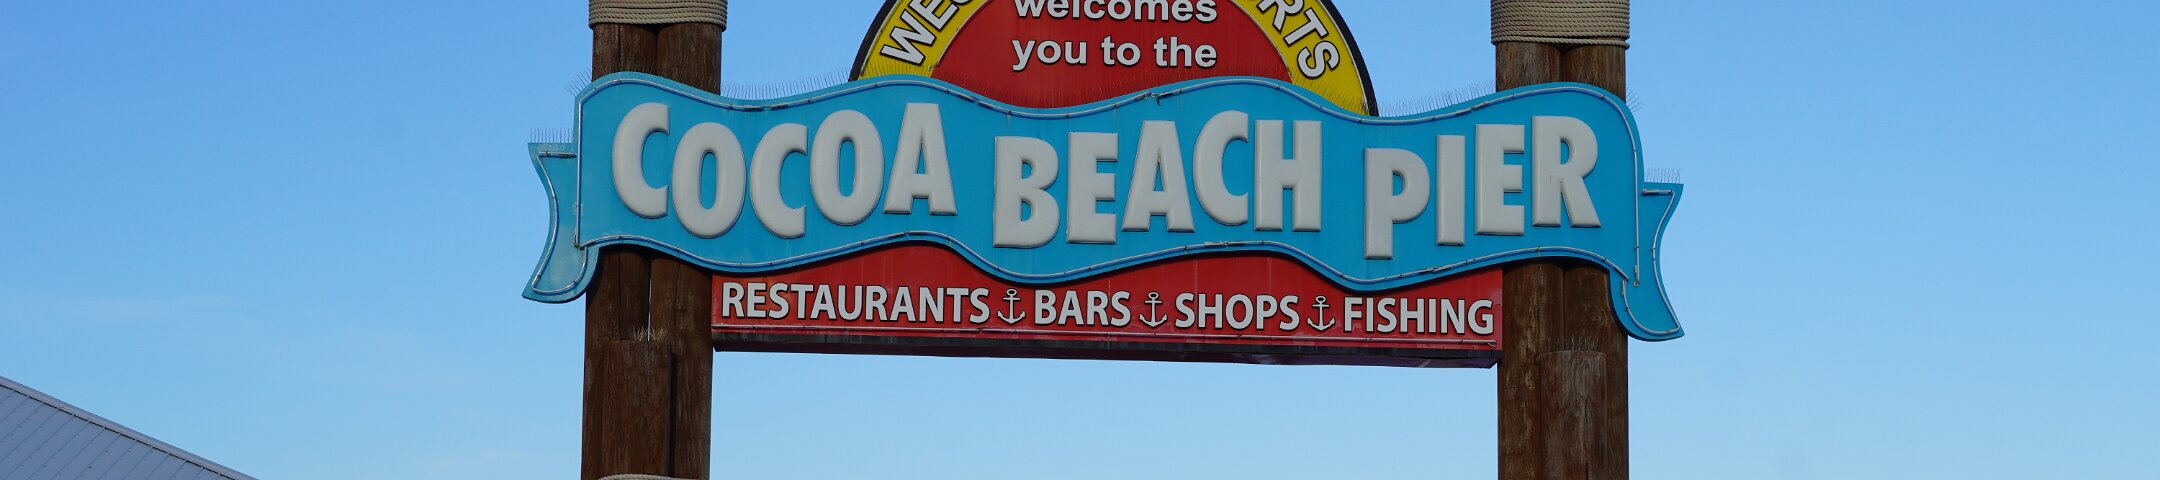 welcomes
you to the
COCOA BEACH PIER
RESTAURANTS BARS SHOPS FISHING